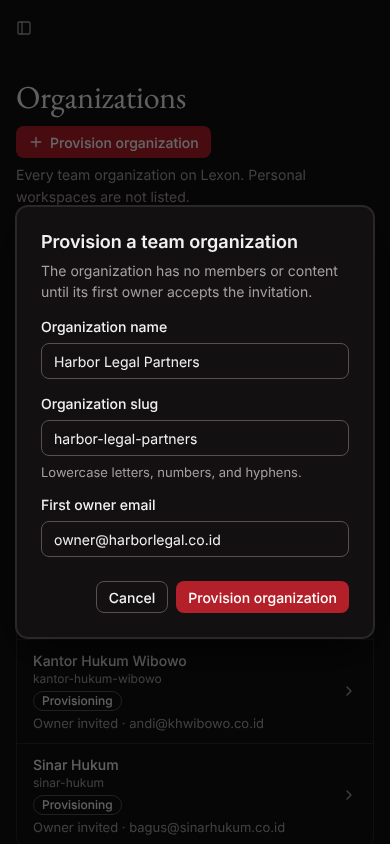 Organizations
+ Provision organization
Every team organization on Lexon. Personal
workspaces are not listed.
Provision a team organization
The organization has no members or content
until its first owner accepts the invitation.
Organization name
Harbor Legal Partners
Organization slug
harbor-legal-partners
Lowercase letters, numbers, and hyphens.
First owner email
owner@harborlegal.co.id
Cancel
Provision organization
Kantor Hukum Wibowo
kantor-hukum-wibowo
Provisioning
Owner invited · andi@khwibowo.co.id
Sinar Hukum
sinar-hukum
Provisioning
Owner invited · bagus@sinarhukum.co.id